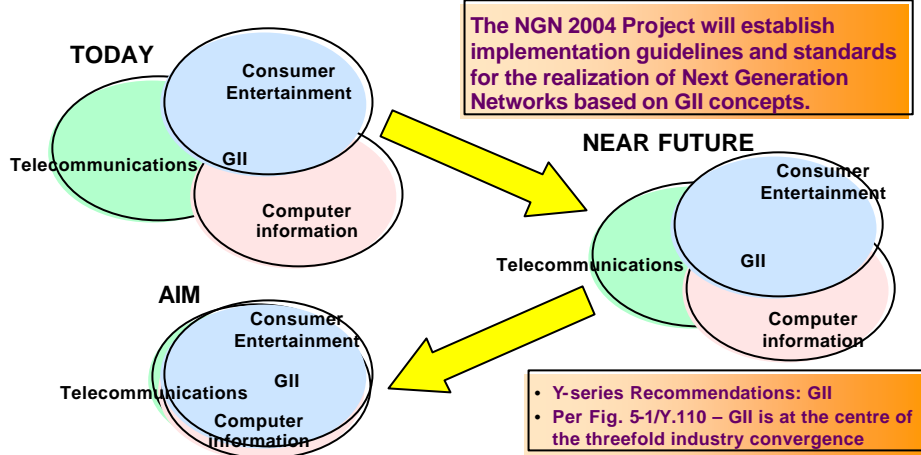 The NGN 2004 Project will establish
implementation guidelines and standards
for the realization of Next Generation
Networks based on GII concepts.
TODAY
Consumer
Entertainment
Telecommunications
GII
Computer
information
NEAR FUTURE
Consumer
Entertainment
Telecommunications
GII
Computer
information
AIM
Consumer
Entertainment
Telecommunications
GII
Computer
information
• Y-series Recommendations: GII
• Per Fig. 5-1/Y.110 – GII is at the centre of
the threefold industry convergence